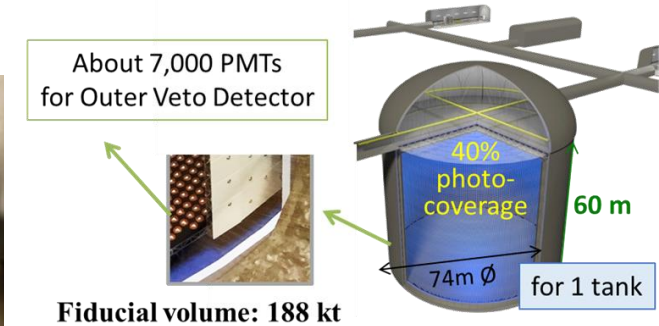 About 7,000 PMTs
for Outer Veto Detector
40%
photo-
coverage
60 m
74m Ø
for 1 tank
Fiducial volume: 188 kt